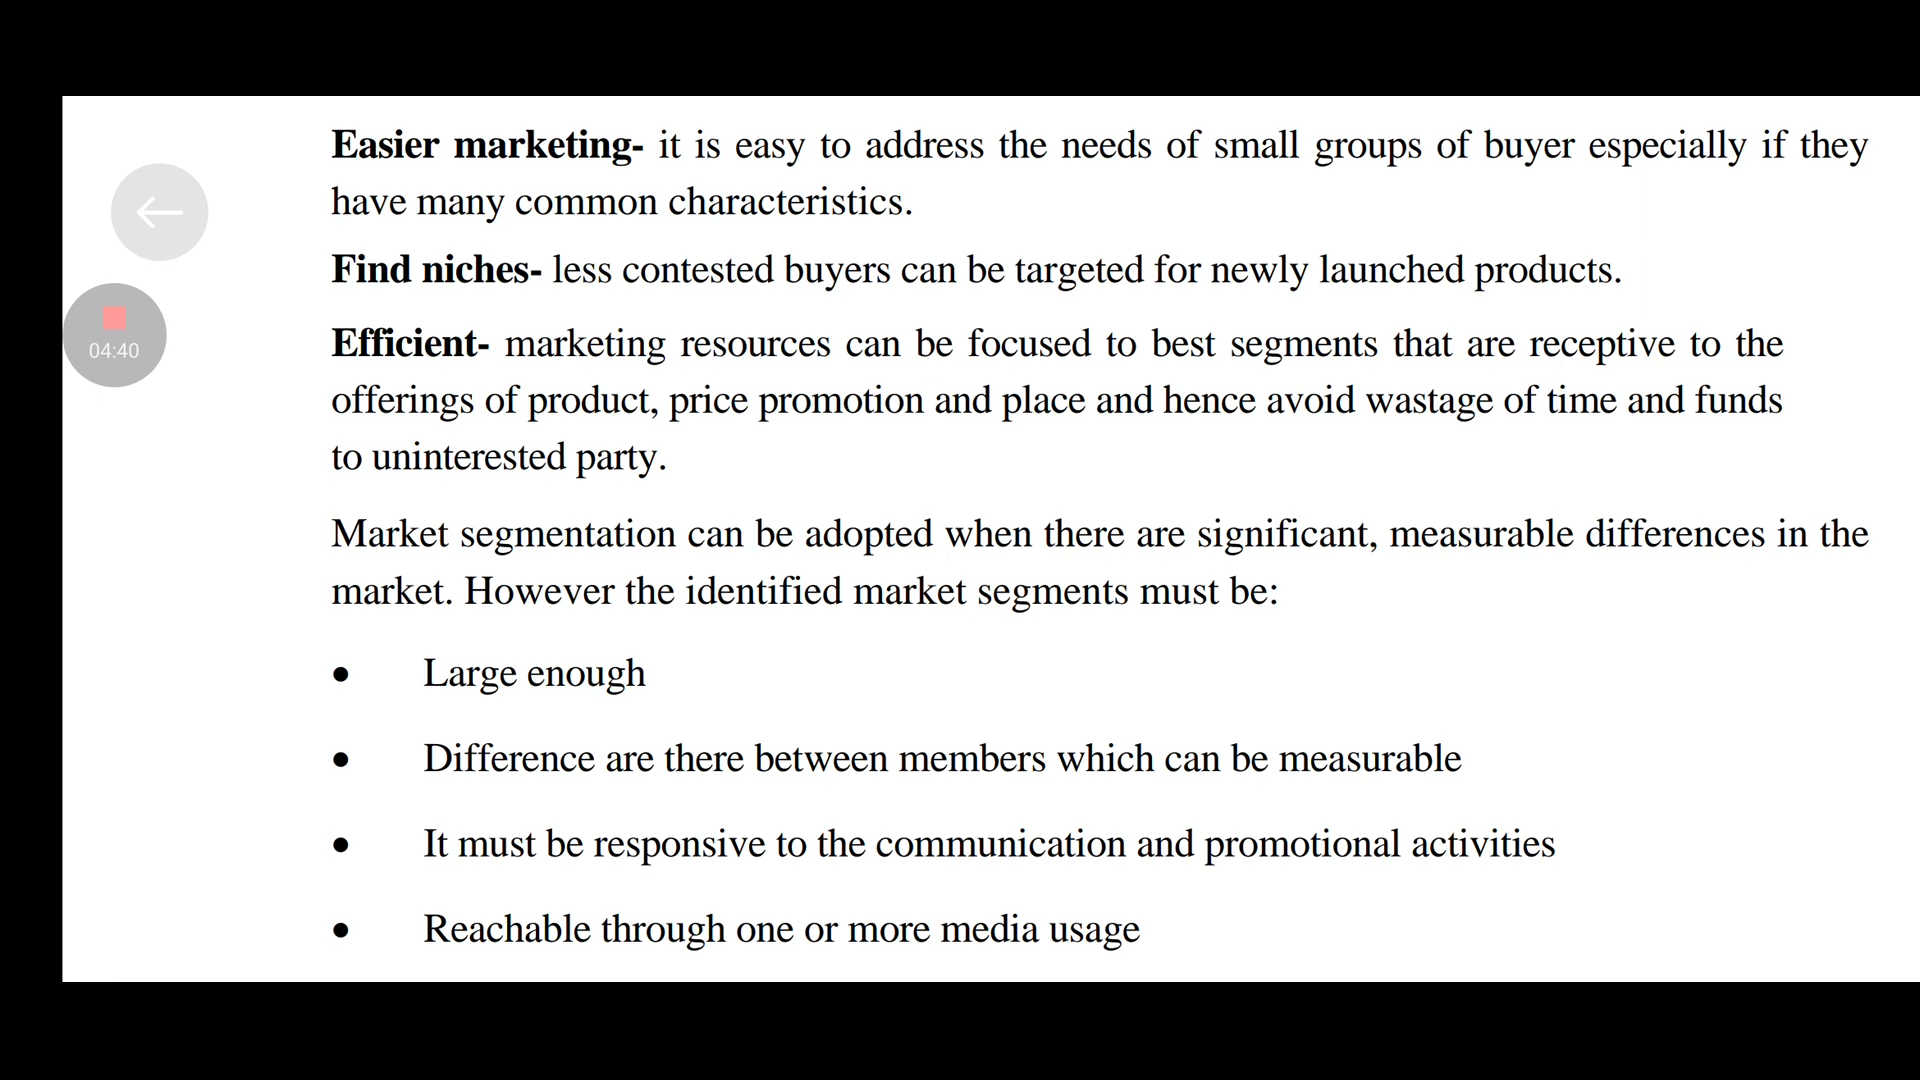 Easier marketing- it is easy to address the needs of small groups of buyer especially if they
have many common characteristics.
Find niches- less contested buyers can be targeted for newly launched products.
04:40
Efficient- marketing resources can be focused to best segments that are receptive to the
offerings of product, price promotion and place and hence avoid wastage of time and funds
to uninterested party.
Market segmentation can be adopted when there are significant, measurable differences in the
market. However the identified market segments must be:
• Large enough
• Difference are there between members which can be measurable
• It must be responsive to the communication and promotional activities
• Reachable through one or more media usage